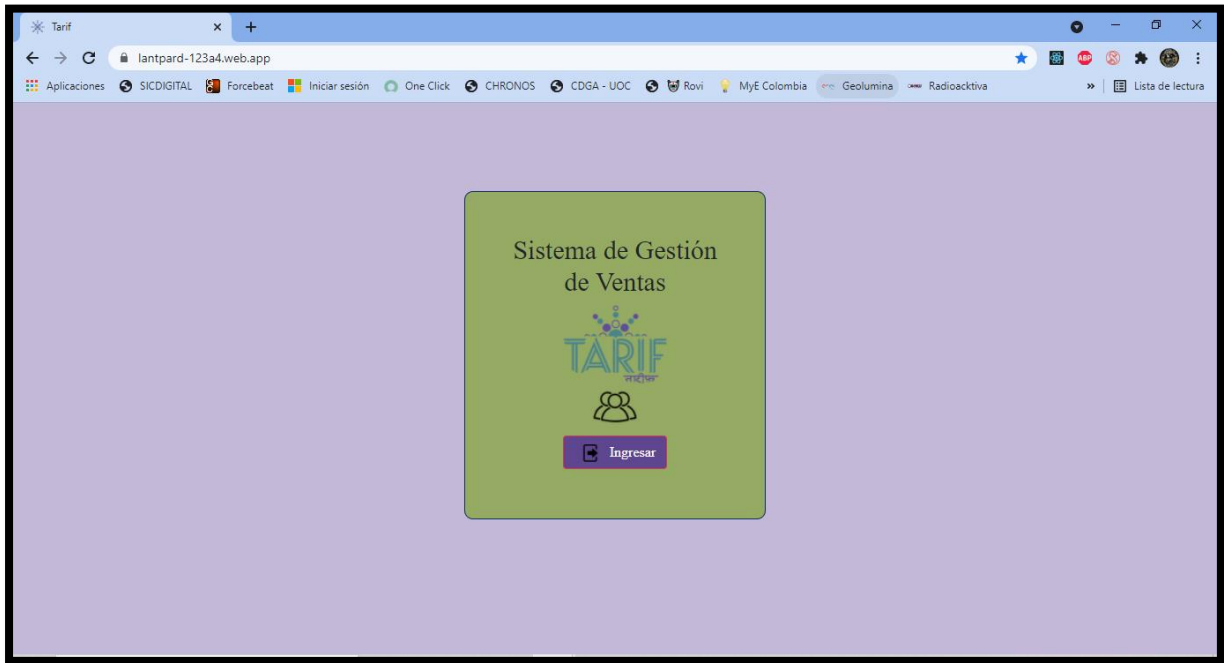 Tarif
lantpard-123a4.web.app
ABP
Aplicaciones SICDIGITAL Forcebeat Iniciar sesión One Click CHRONOS CDGA - UOC Rovi MyE Colombia Geolumina Radioacktiva » Lista de lectura
Sistema de Gestión
de Ventas
TARIF
Ingresar